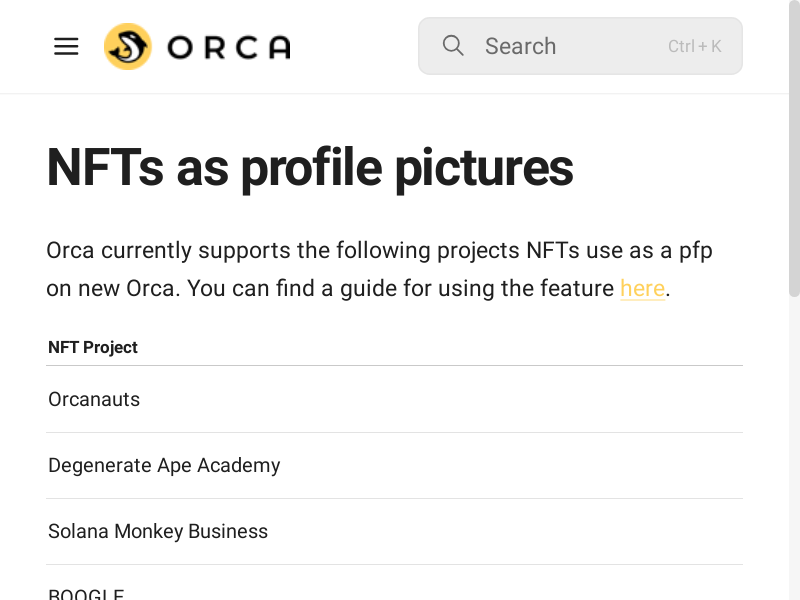 ORCA
Search
Ctrl + K
NFTs as profile pictures
Orca currently supports the following projects NFTs use as a pfp
on new Orca. You can find a guide for using the feature here.
NFT Project
Orcanauts
Degenerate Ape Academy
Solana Monkey Business
BOOGLE